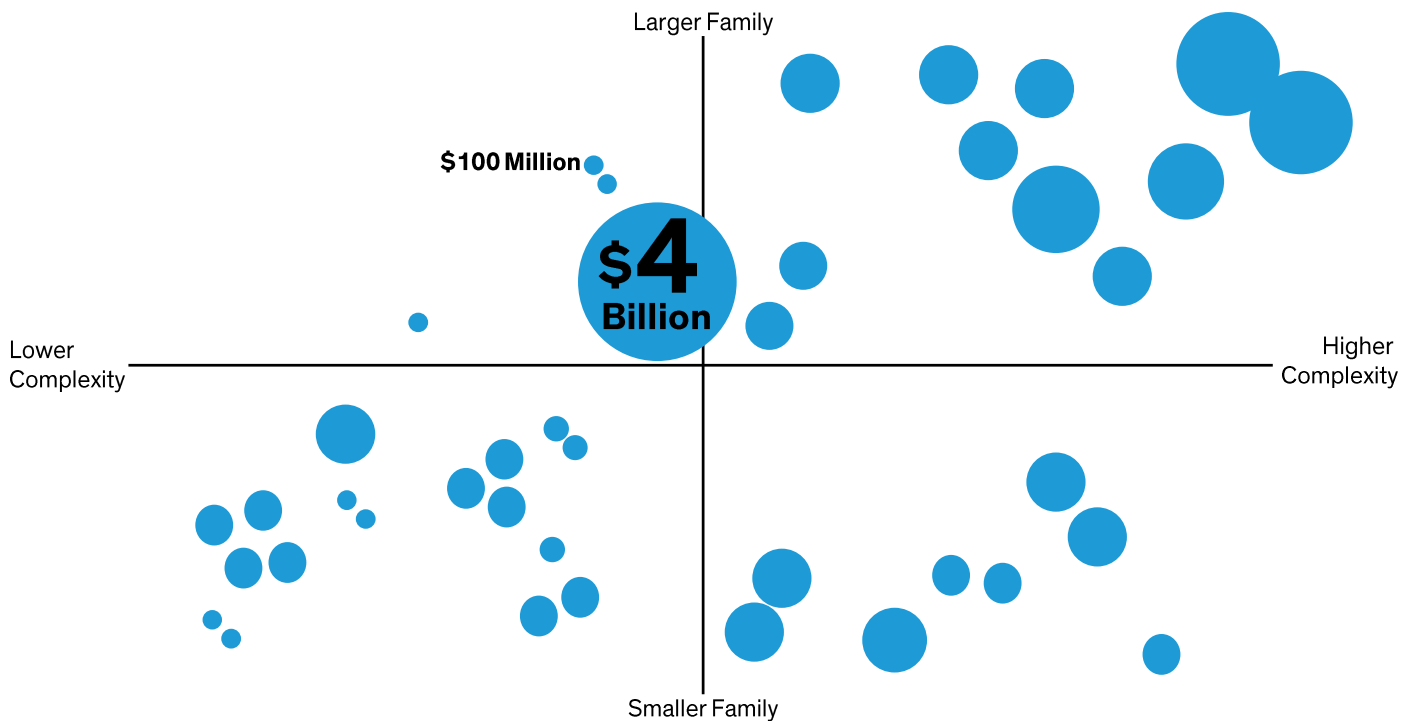 Larger Family
$100 Million
$4
Billion
Lower
Complexity
Higher
Complexity
Smaller Family